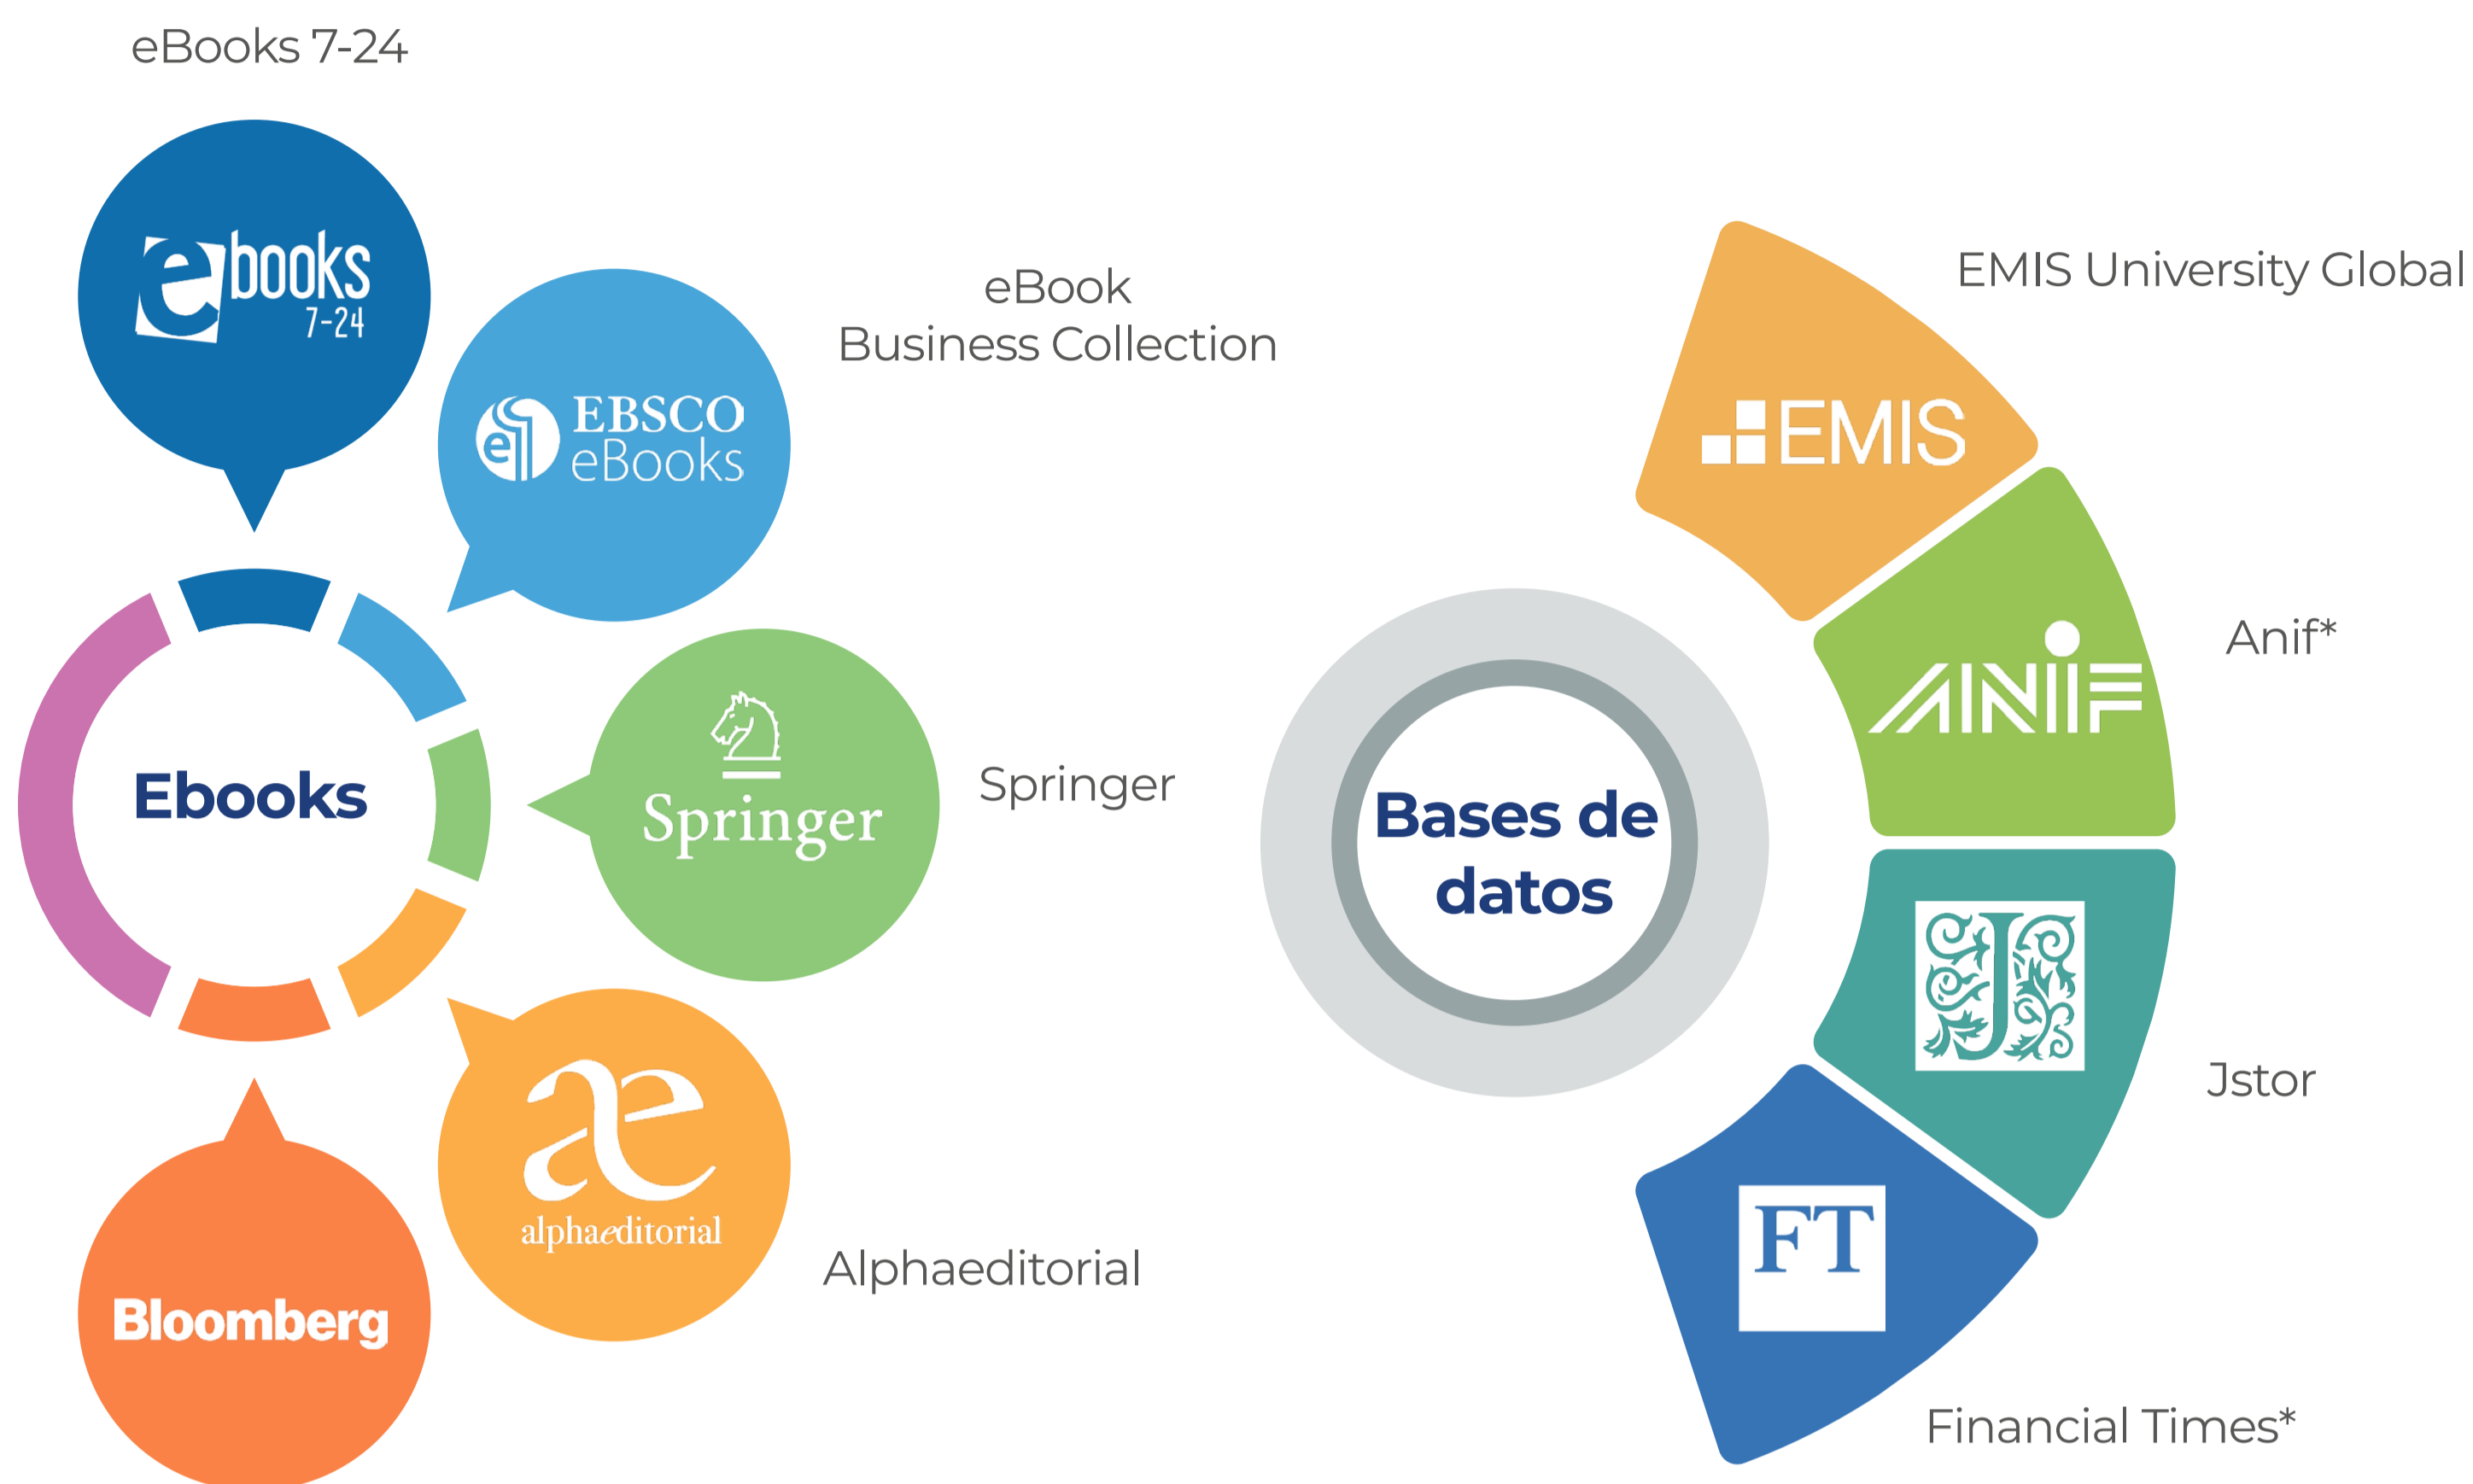 eBooks 7-24
ebooks
7-24
EBSCO
eBooks
eBook
Business Collection
Ebooks
Springer
Springer
æ
alphaeditorial
Alphaeditorial
Bloomberg
Bases de
datos
EMIS
EMIS University Global
ANIF
Anif*
J
Jstor
FT
Financial Times*